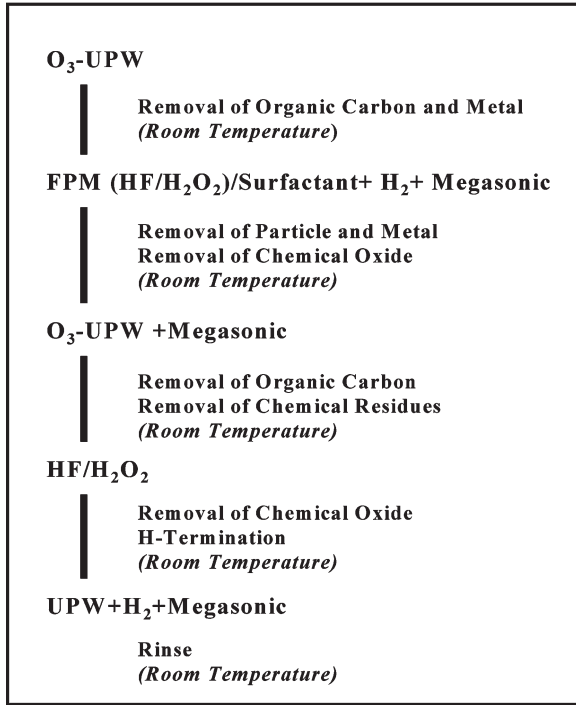 O₃-UPW
Removal of Organic Carbon and Metal
(Room Temperature)
FPM (HF/H₂O₂)/Surfactant+ H₂+ Megasonic
Removal of Particle and Metal
Removal of Chemical Oxide
(Room Temperature)
O₃-UPW +Megasonic
Removal of Organic Carbon
Removal of Chemical Residues
(Room Temperature)
HF/H₂O₂
Removal of Chemical Oxide
H-Termination
(Room Temperature)
UPW+H₂+Megasonic
Rinse
(Room Temperature)